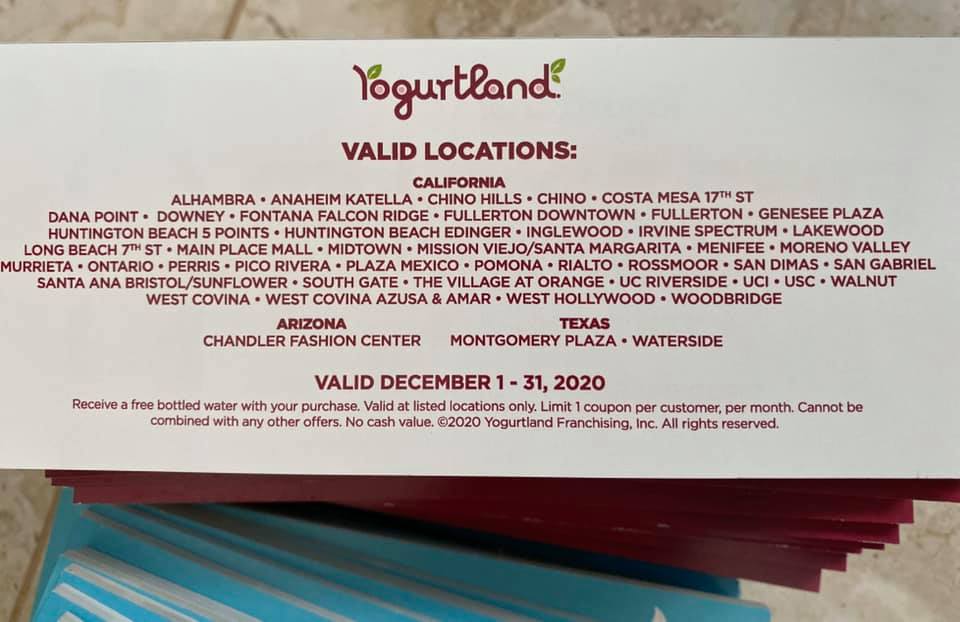 Yogurtland
VALID LOCATIONS:
CALIFORNIA
ALHAMBRA • ANAHEIM KATELLA • CHINO HILLS • CHINO • COSTA MESA 17TH ST
DANA POINT • DOWNEY • FONTANA FALCON RIDGE • FULLERTON DOWNTOWN • FULLERTON • GENESEE PLAZA
HUNTINGTON BEACH 5 POINTS • HUNTINGTON BEACH EDINGER • INGLEWOOD • IRVINE SPECTRUM • LAKEWOOD
LONG BEACH 7TH ST • MAIN PLACE MALL • MIDTOWN • MISSION VIEJO/SANTA MARGARITA • MENIFEE • MORENO VALLEY
MURRIETA • ONTARIO • PERRIS • PICO RIVERA • PLAZA MEXICO • POMONA • RIALTO • ROSSMOOR • SAN DIMAS • SAN GABRIEL
SANTA ANA BRISTOL/SUNFLOWER • SOUTH GATE • THE VILLAGE AT ORANGE • UC RIVERSIDE • UCI • USC • WALNUT
WEST COVINA • WEST COVINA AZUSA & AMAR • WEST HOLLYWOOD • WOODBRIDGE
ARIZONA
CHANDLER FASHION CENTER
TEXAS
MONTGOMERY PLAZA • WATERSIDE
VALID DECEMBER 1 - 31, 2020
Receive a free bottled water with your purchase. Valid at listed locations only. Limit 1 coupon per customer, per month. Cannot be
combined with any other offers. No cash value. ©2020 Yogurtland Franchising, Inc. All rights reserved.